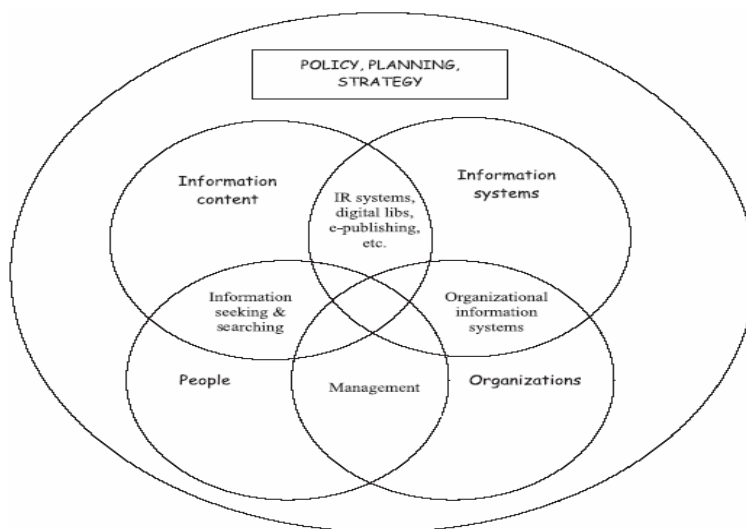 POLICY, PLANNING,
STRATEGY
Information
content
Information
systems
IR systems,
digital libs,
e-publishing,
etc.
Information
seeking &
searching
Organizational
information
systems
People
Management
Organizations